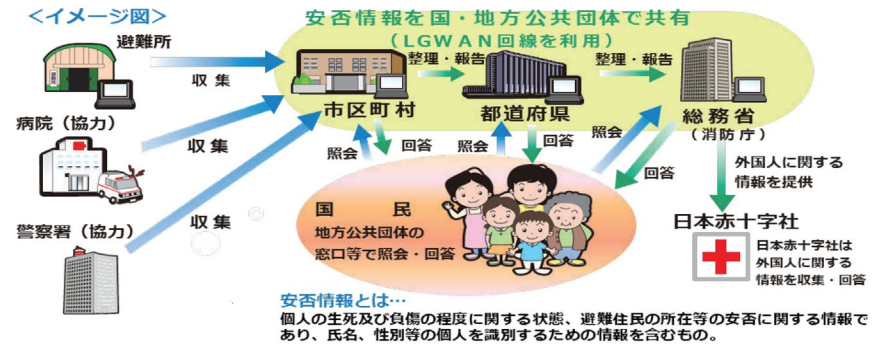 ＜イメージ図＞
安否情報を国・地方公共団体で共有
（LGWAN回線を利用）
避難所
収集
整理・報告
整理・報告
市区町村
都道府県
総務省
（消防庁）
病院（協力）
収集
照会
回答
照会
回答
照会
回答
外国人に関する
情報を提供
警察署（協力）
収集
国民
地方公共団体の
窓口等で照会・回答
日本赤十字社
日本赤十字社は
外国人に関する
情報を収集・回答
安否情報とは…
個人の生死及び負傷の程度に関する状態、避難住民の所在等の安否に関する情報で
あり、氏名、性別等の個人を識別するための情報を含むもの。